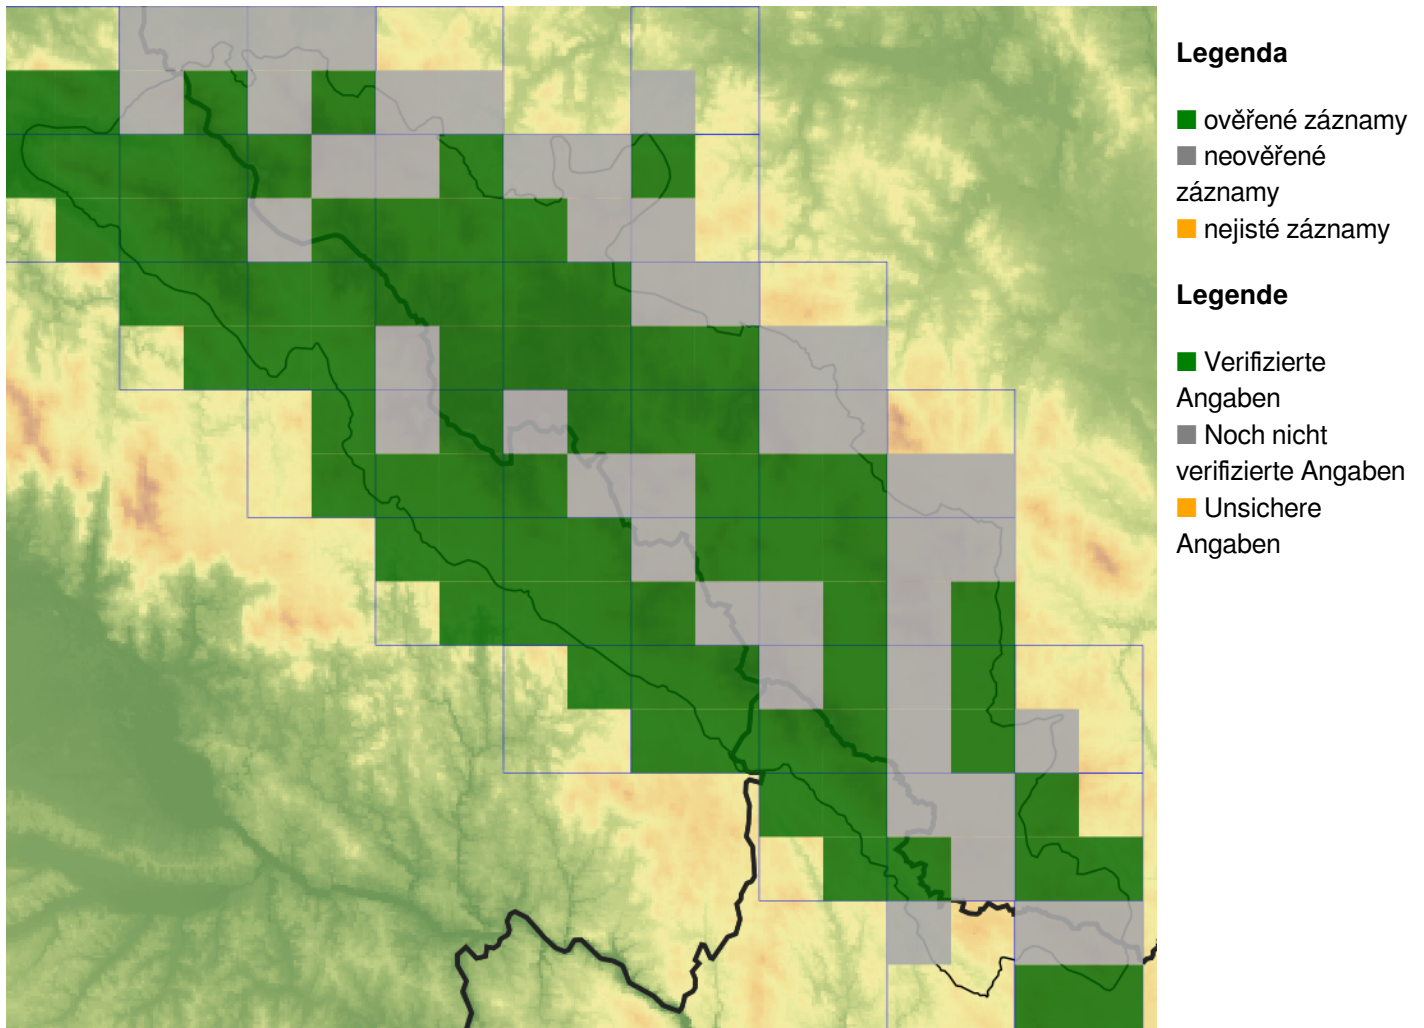 Legenda
ověřené záznamy
neověřené
záznamy
nejisté záznamy
Legende
Verifizierte
Angaben
Noch nicht
verifizierte Angaben
Unsichere
Angaben